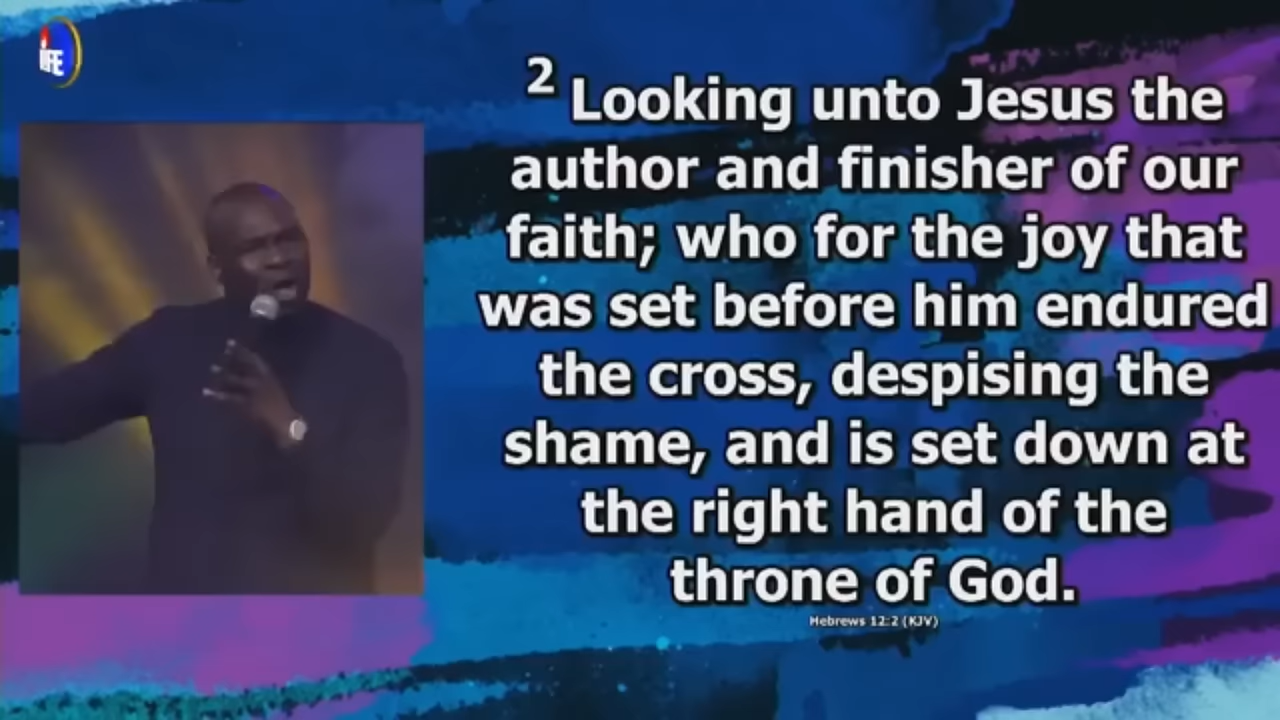 LIFE
2 Looking unto Jesus the
author and finisher of our
faith; who for the joy that
was set before him endured
the cross, despising the
shame, and is set down at
the right hand of the
throne of God.
Hebrews 12:2 (KJV)